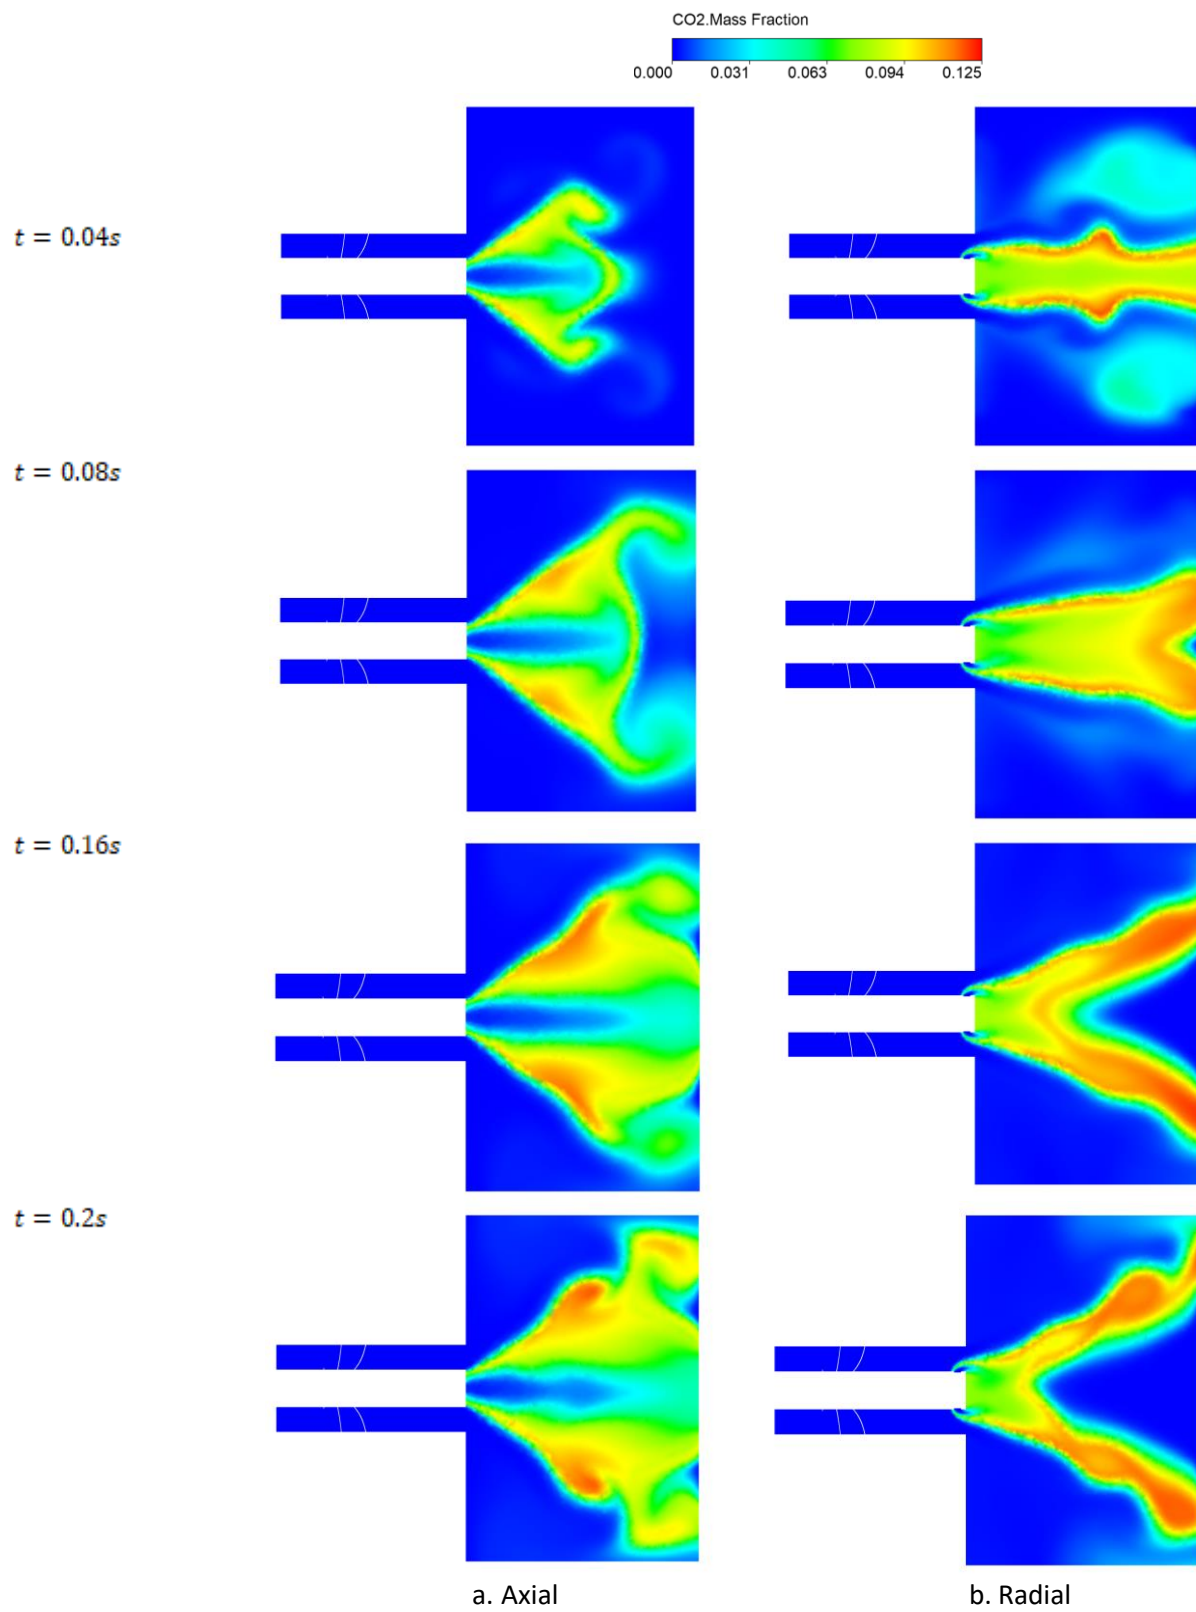 CO2.Mass Fraction
0.000 0.031 0.063 0.094 0.125
t = 0.04s
t = 0.08s
t = 0.16s
t = 0.2s
a. Axial b. Radial